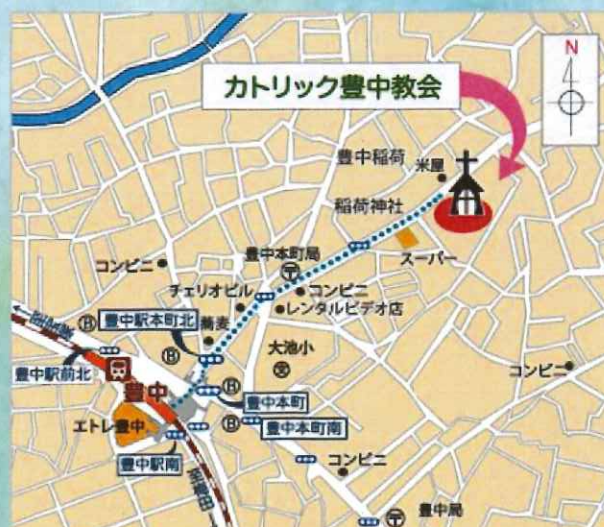 N
カトリック豊中教会
豊中稲荷
米屋
稲荷神社
スーパー
豊中本町局
コンビニ
コンビニ
チェリオビル
レンタルビデオ店
豊中駅本町北
蕎麦
大池小
文
B
B
豊中駅前北
豊中
B
豊中本町
コンビニ
エトレ豊中
B
豊中本町南
豊中駅南
コンビニ
豊中局